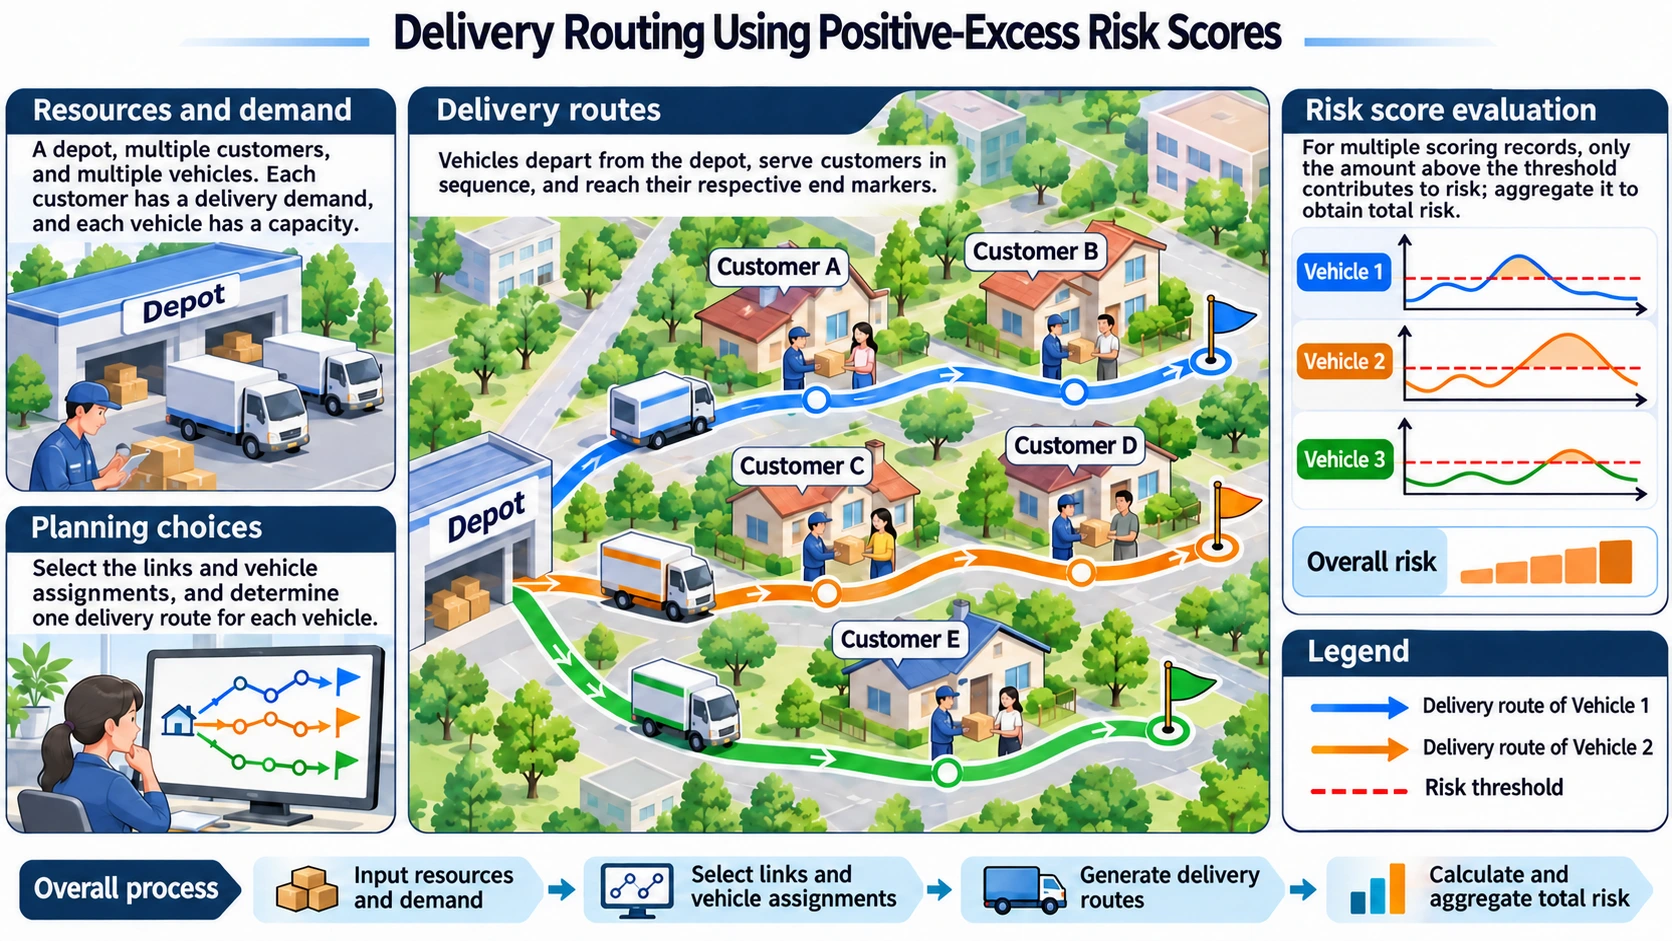 Delivery Routing Using Positive-Excess Risk Scores
Resources and demand
A depot, multiple customers,
and multiple vehicles. Each
customer has a delivery demand,
and each vehicle has a capacity.
Depot
Planning choices
Select the links and vehicle
assignments, and determine
one delivery route for each vehicle.
Delivery routes
Vehicles depart from the depot, serve customers in
sequence, and reach their respective end markers.
Customer A
Customer B
Customer C
Customer D
Depot
Customer E
Risk score evaluation
For multiple scoring records, only
the amount above the threshold
contributes to risk; aggregate it to
obtain total risk.
Vehicle 1
Vehicle 2
Vehicle 3
Overall risk
Legend
Delivery route of Vehicle 1
Delivery route of Vehicle 2
Risk threshold
Overall process
Input resources
and demand
Select links and
vehicle assignments
Generate delivery
routes
Calculate and
aggregate total risk